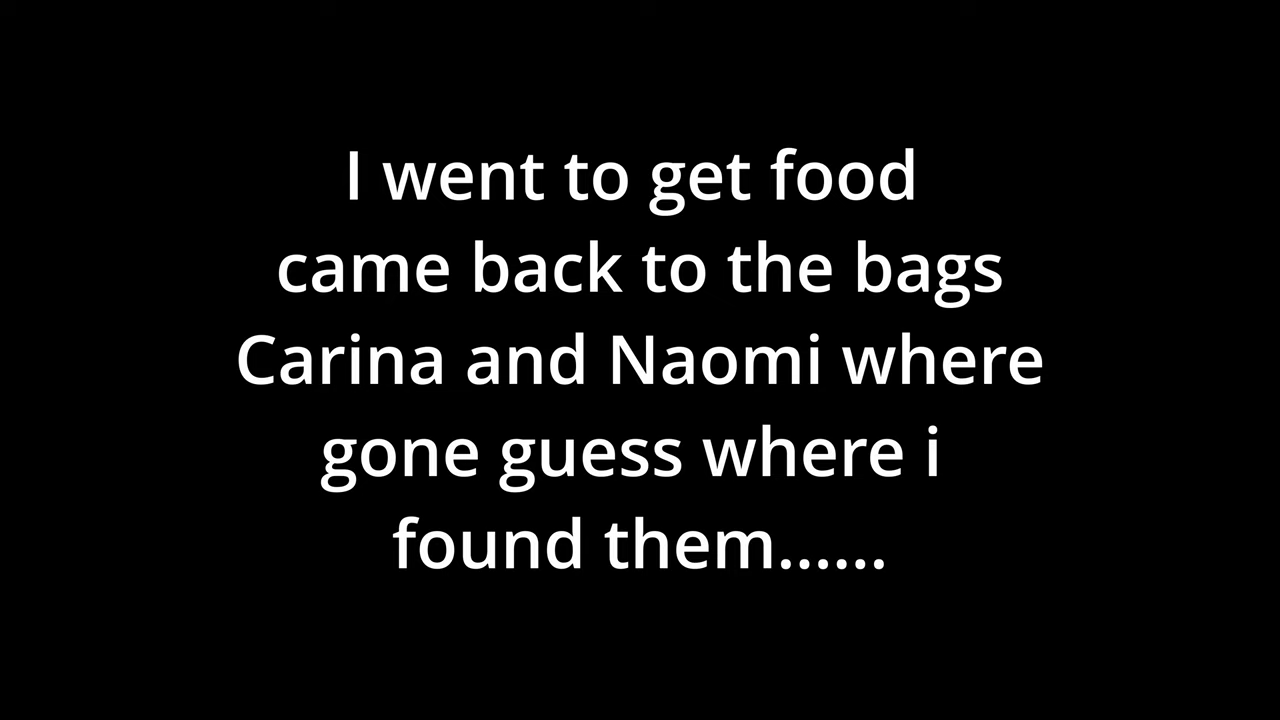 I went to get food
came back to the bags
Carina and Naomi where
gone guess where i
found them......